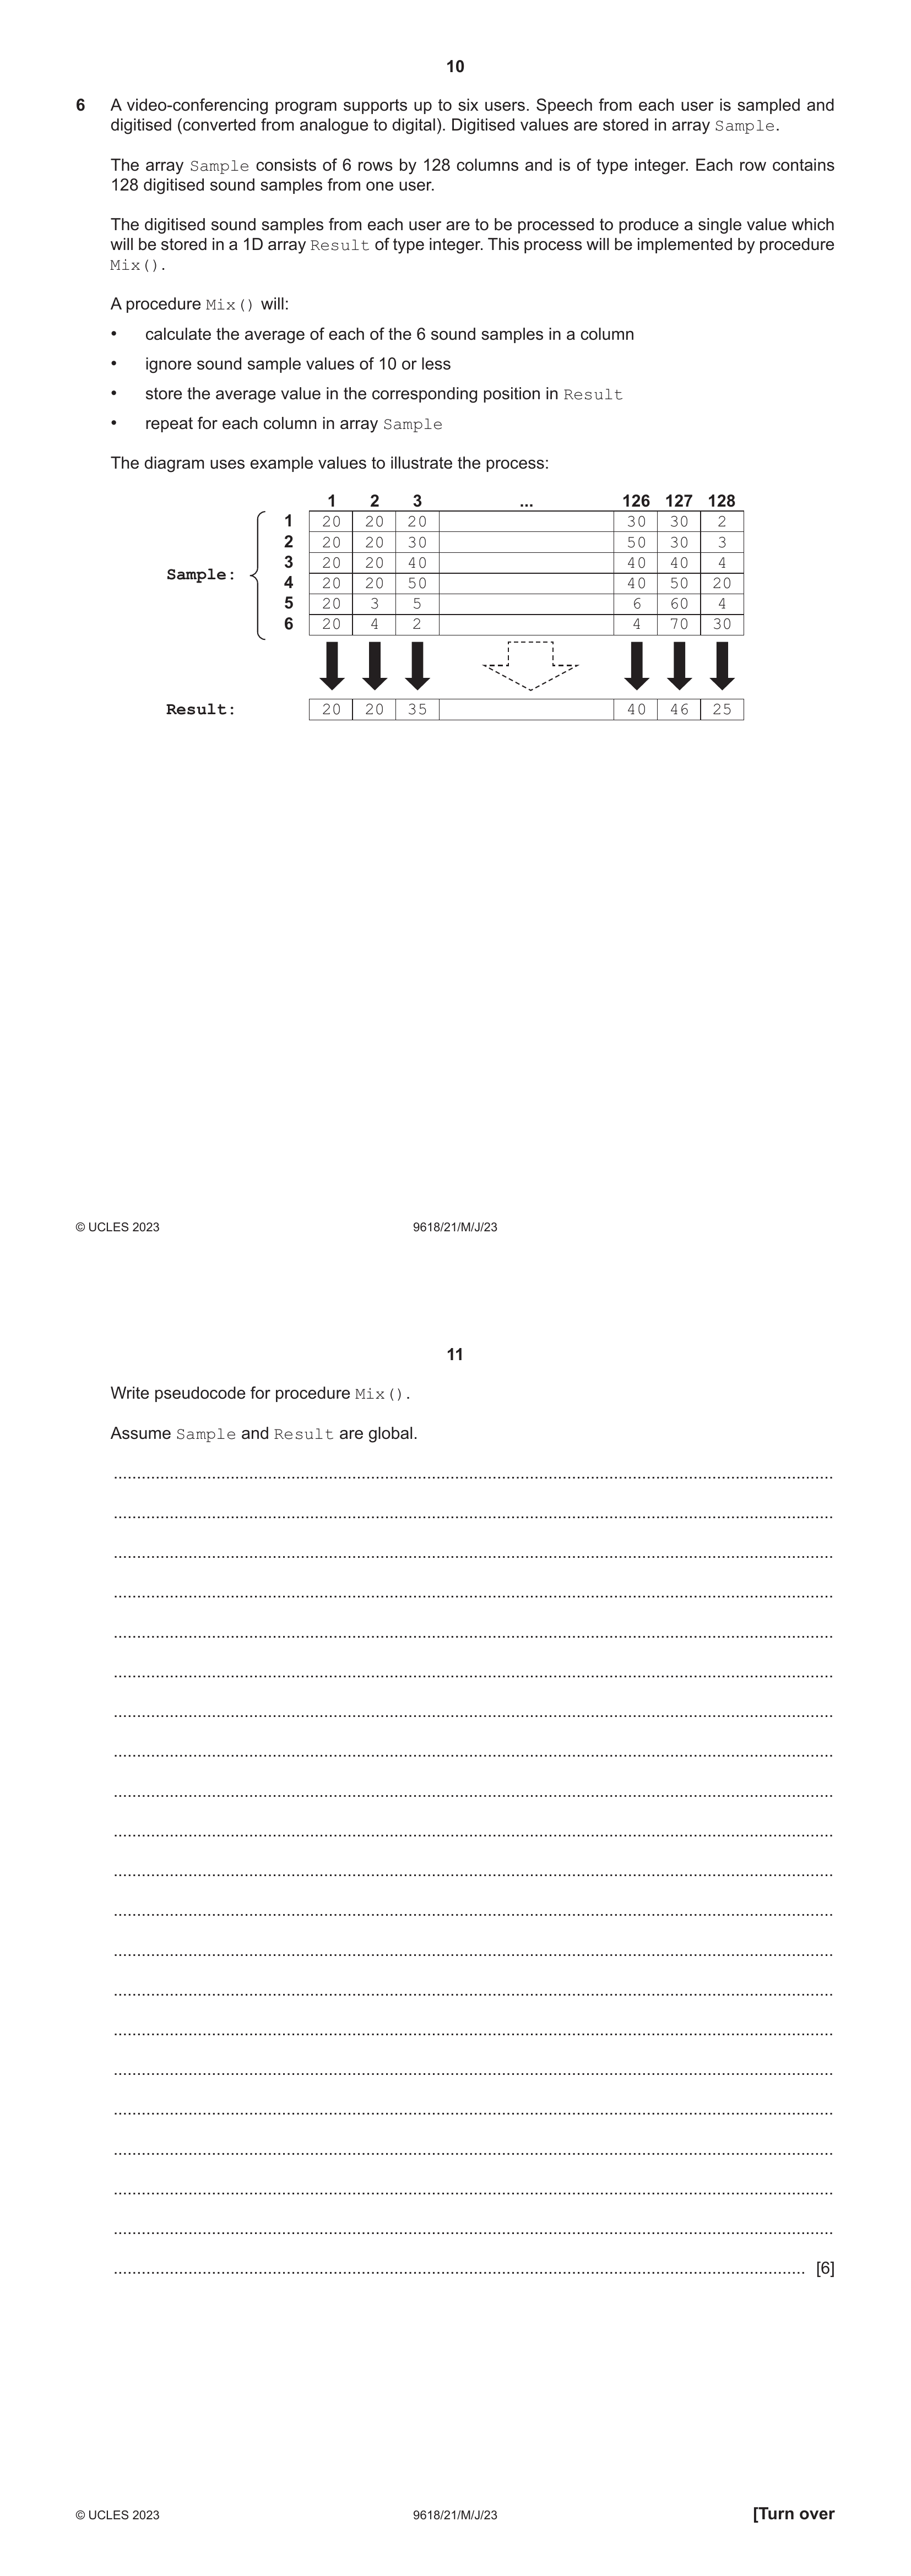 10
6 A video-conferencing program supports up to six users. Speech from each user is sampled and
digitised (converted from analogue to digital). Digitised values are stored in array Sample.
The array Sample consists of 6 rows by 128 columns and is of type integer. Each row contains
128 digitised sound samples from one user.
The digitised sound samples from each user are to be processed to produce a single value which
will be stored in a 1D array Result of type integer. This process will be implemented by procedure
Mix().
A procedure Mix() will:
• calculate the average of each of the 6 sound samples in a column
• ignore sound sample values of 10 or less
• store the average value in the corresponding position in Result
• repeat for each column in array Sample
The diagram uses example values to illustrate the process:
1 2 3 ... 126 127 128
1 20 20 20 30 30 2
2 20 20 30 50 30 3
Sample: 3 20 20 40 40 40 4
4 20 20 50 40 50 20
5 20 3 5 6 60 4
6 20 4 2 4 70 30
Result: 20 20 35 40 46 25
© UCLES 2023 9618/21/M/J/23
11
Write pseudocode for procedure Mix().
Assume Sample and Result are global.
[6]
© UCLES 2023 9618/21/M/J/23 [Turn over